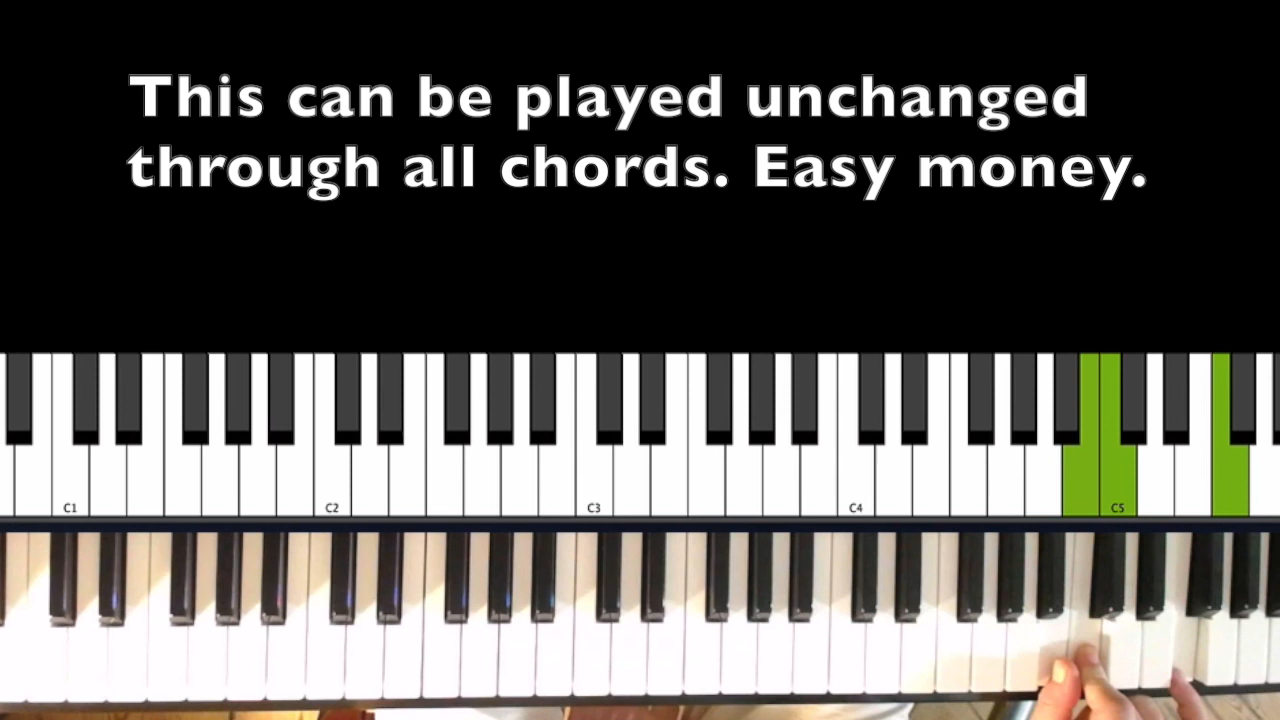 This can be played unchanged
through all chords. Easy money.
C1 C2 C3 C4 C5